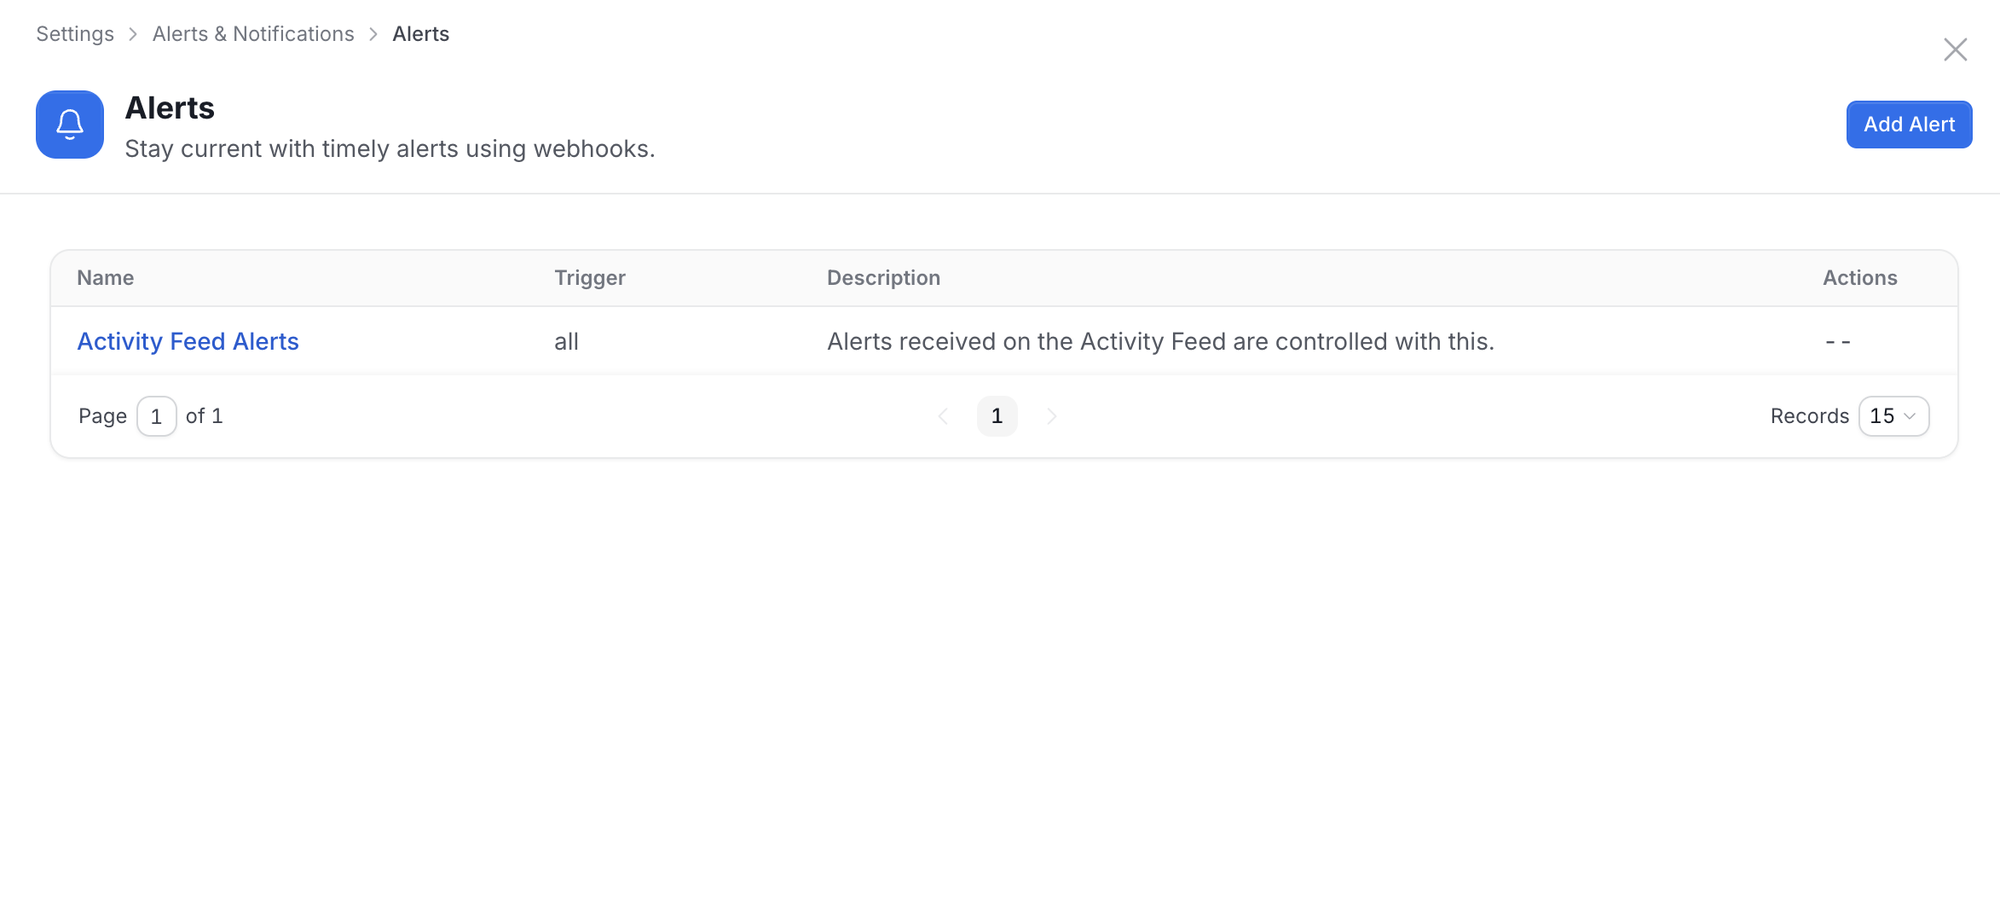 Settings > Alerts & Notifications > Alerts
Alerts
Stay current with timely alerts using webhooks.
Add Alert
Name Trigger Description Actions
Activity Feed Alerts all Alerts received on the Activity Feed are controlled with this. --
Page 1 of 1 1 Records 15